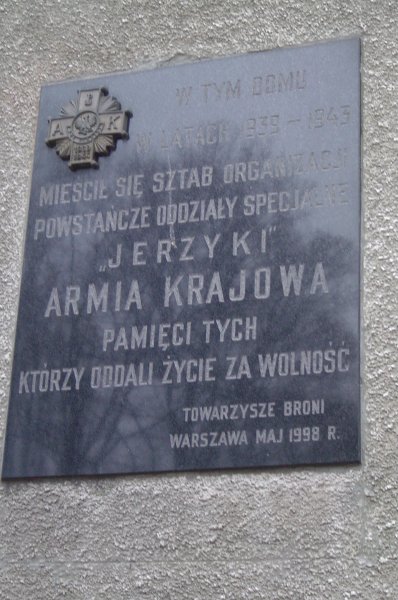 J
A K
W TYM DOMU
W LATACH 1939 - 1943
MIEŚCIŁ SIĘ SZTAB ORGANIZACJI
POWSTAŃCZE ODDZIAŁY SPECJALNE
„JERZYKI"
ARMIA KRAJOWA
PAMIĘCI TYCH
KTÓRZY ODDALI ŻYCIE ZA WOLNOŚĆ
TOWARZYSZE BRONI
WARSZAWA MAJ 1998 R.